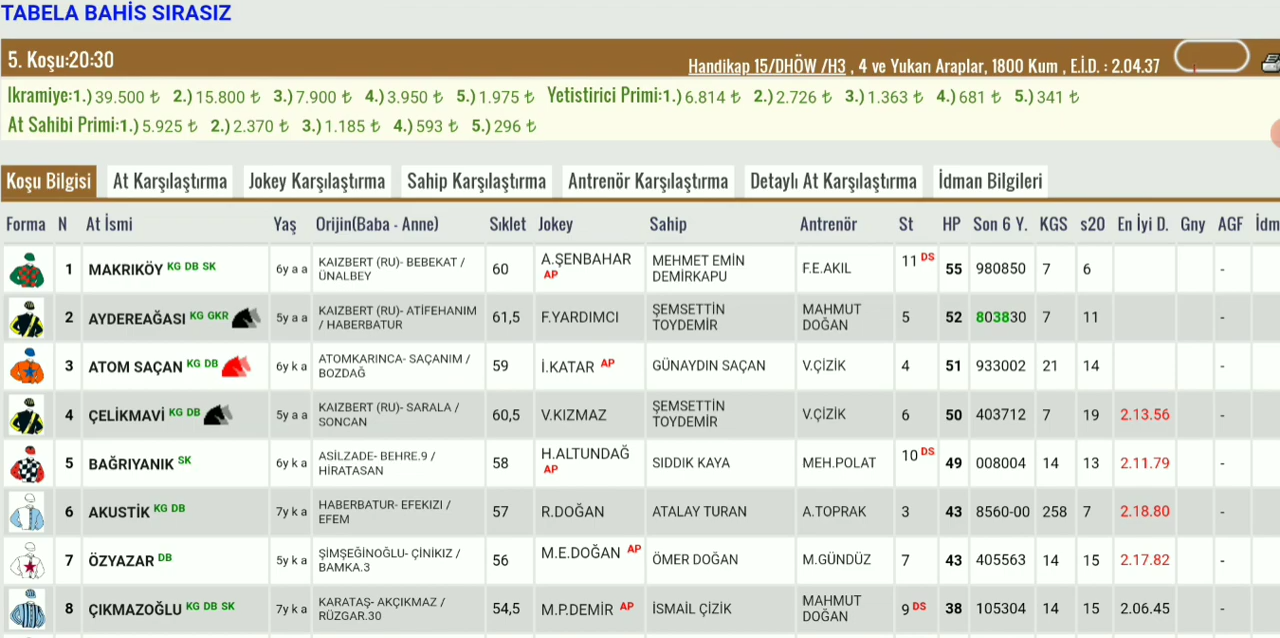 TABELA BAHİS SIRASIZ
5. Koşu:20:30
Handikap 15/DHÖW /H3 , 4 ve Yukarı Araplar, 1800 Kum , E.İ.D. : 2.04.37
İkramiye:1.) 39.500 ₺ 2.) 15.800 ₺ 3.) 7.900 ₺ 4.) 3.950 ₺ 5.) 1.975 ₺ Yetistirici Primi:1.) 6.814 ₺ 2.) 2.726 ₺ 3.) 1.363 ₺ 4.) 681 ₺ 5.) 341 ₺
At Sahibi Primi:1.) 5.925 ₺ 2.) 2.370 ₺ 3.) 1.185 ₺ 4.) 593 ₺ 5.) 296 ₺
Koşu Bilgisi At Karşılaştırma Jokey Karşılaştırma Sahip Karşılaştırma Antrenör Karşılaştırma Detaylı At Karşılaştırma İdman Bilgileri
Forma N At İsmi Yaş Orijin(Baba - Anne) Sıklet Jokey Sahip Antrenör St HP Son 6 Y. KGS s20 En İyi D. Gny AGF İdm
1 MAKRIKÖY KG DB SK 6y a a KAIZBERT (RU)- BEBEKAT / ÜNALBEY 60 A.ŞENBAHAR AP MEHMET EMİN DEMİRKAPU F.E.AKIL 11 DS 55 980850 7 6 -
2 AYDEREAĞASI KG GKR 5y a a KAIZBERT (RU)- ATİFEHANIM / HABERBATUR 61,5 F.YARDIMCI ŞEMSETTİN TOYDEMİR MAHMUT DOĞAN 5 52 803830 7 11 -
3 ATOM SAÇAN KG DB 6y k a ATOMKARINCA- SAÇANIM / BOZDAĞ 59 İ.KATAR AP GÜNAYDIN SAÇAN V.ÇİZİK 4 51 933002 21 14 -
4 ÇELİKMAVİ KG DB 5y a a KAIZBERT (RU)- SARALA / SONCAN 60,5 V.KIZMAZ ŞEMSETTİN TOYDEMİR V.ÇİZİK 6 50 403712 7 19 2.13.56 -
5 BAĞRIYANIK SK 6y k a ASİLZADE- BEHRE.9 / HİRATASAN 58 H.ALTUNDAĞ AP SIDDIK KAYA MEH.POLAT 10 DS 49 008004 14 13 2.11.79 -
6 AKUSTİK KG DB 7y k a HABERBATUR- EFEKIZI / EFEM 57 R.DOĞAN ATALAY TURAN A.TOPRAK 3 43 8560-00 258 7 2.18.80 -
7 ÖZYAZAR DB 5y k a ŞİMŞEĞİNOĞLU- ÇİNİKIZ / BAMKA.3 56 M.E.DOĞAN AP ÖMER DOĞAN M.GÜNDÜZ 7 43 405563 14 15 2.17.82 -
8 ÇIKMAZOĞLU KG DB SK 7y k a KARATAŞ- AKÇIKMAZ / RÜZGAR.30 54,5 M.P.DEMİR AP İSMAİL ÇİZİK MAHMUT DOĞAN 9 DS 38 105304 14 15 2.06.45 -